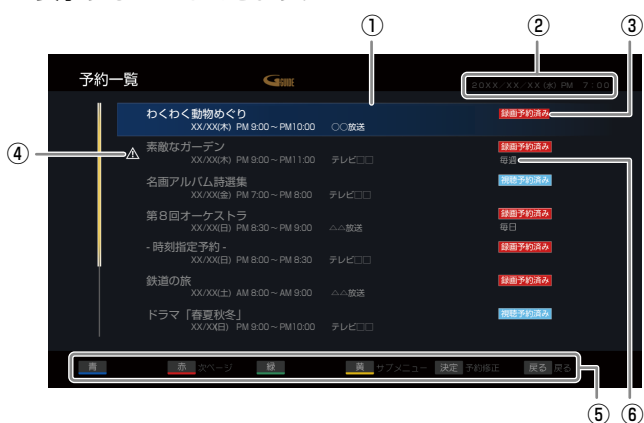 ① ② ③
予約一覧 GGUIDE 20XX/XX/XX(水) PM 7:00
わくわく動物めぐり 録画予約済み
XX/XX(木) PM 9:00～PM10:00 ○○放送
④ ⚠ 素敵なガーデン 録画予約済み
XX/XX(木) PM 9:00～PM11:00 テレビ□□ 毎週
名画アルバム詩選集 視聴予約済み
XX/XX(金) PM 7:00～PM 8:00 テレビ□□
第8回オーケストラ 録画予約済み
XX/XX(日) PM 8:30～PM 9:00 △△放送 毎日
- 時刻指定予約 - 録画予約済み
XX/XX(日) PM 8:00～PM 8:30 テレビ□□
鉄道の旅 録画予約済み
XX/XX(土) AM 8:00～AM 9:00 △△放送
ドラマ「春夏秋冬」 視聴予約済み
XX/XX(日) PM 9:00～PM10:00 テレビ□□
青 赤 次ページ 緑 黄 サブメニュー 決定 予約修正 戻る 戻る
⑤ ⑥